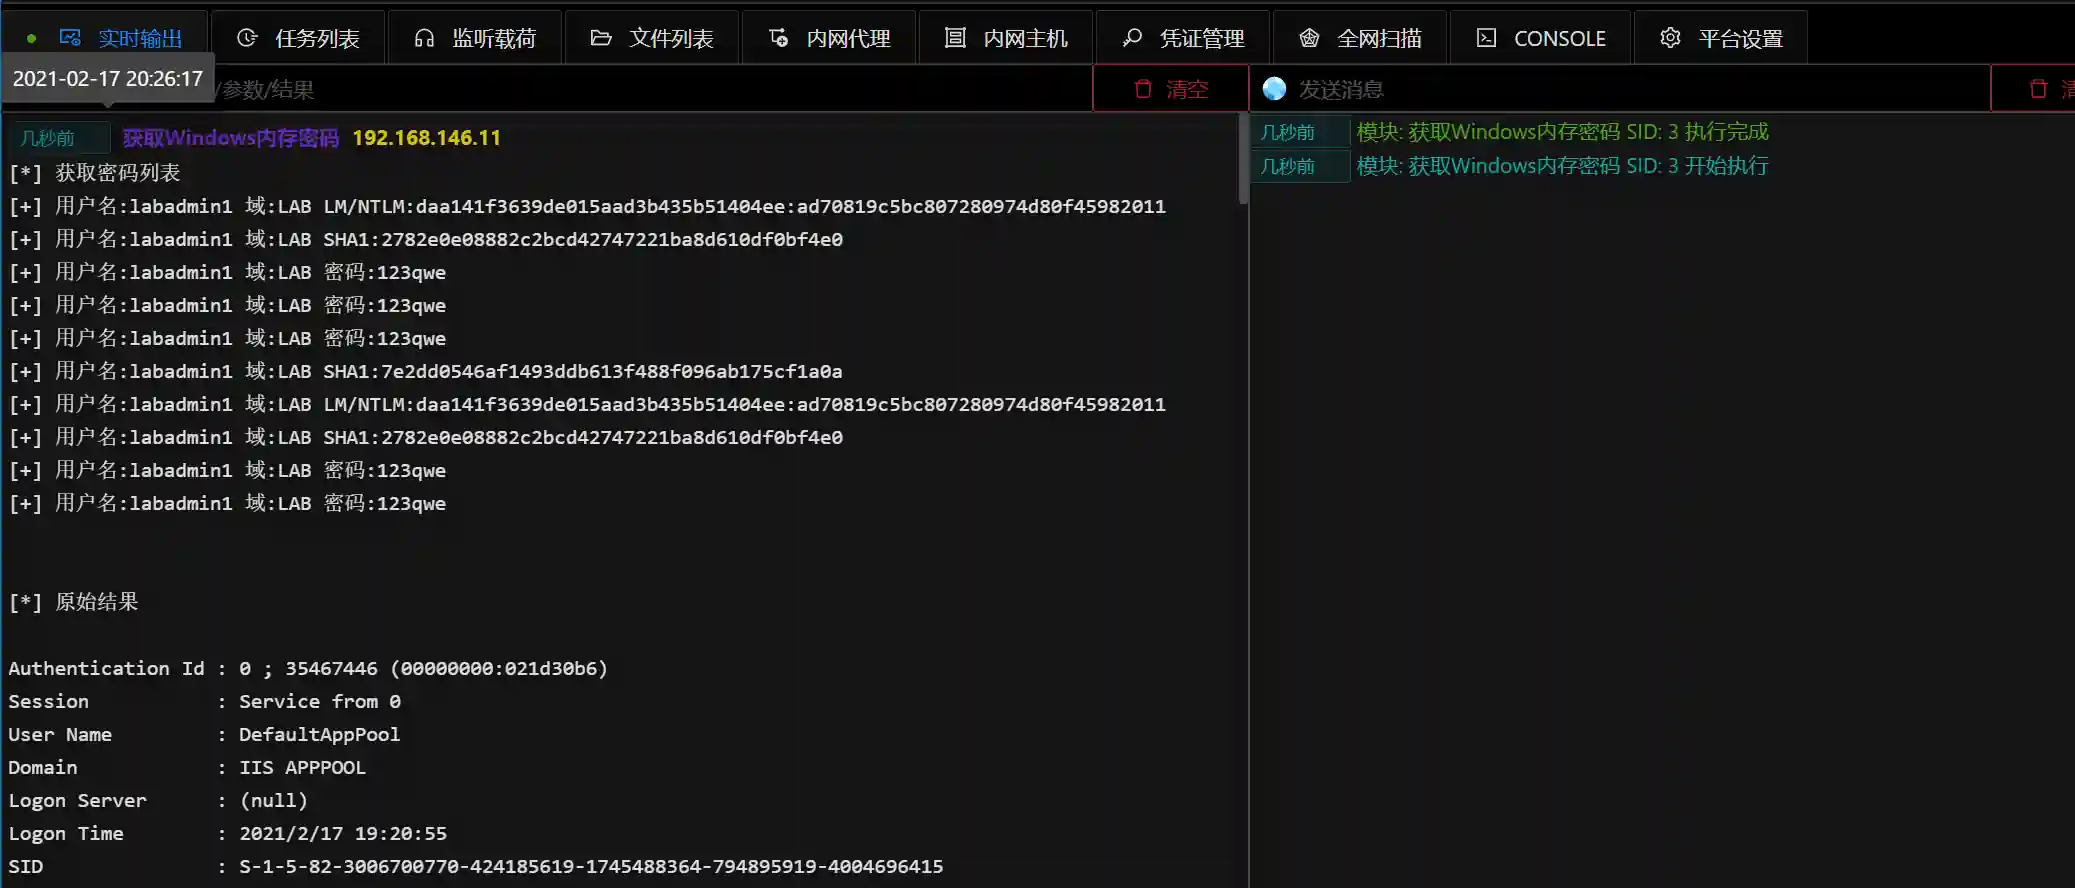 实时输出 任务列表 监听载荷 文件列表 内网代理 内网主机 凭证管理 全网扫描 CONSOLE 平台设置
2021-02-17 20:26:17 /参数/结果 清空 发送消息
几秒前 获取Windows内存密码 192.168.146.11
[*] 获取密码列表
[+] 用户名:labadmin1 域:LAB LM/NTLM:daa141f3639de015aad3b435b51404ee:ad70819c5bc807280974d80f45982011
[+] 用户名:labadmin1 域:LAB SHA1:2782e0e08882c2bcd42747221ba8d610df0bf4e0
[+] 用户名:labadmin1 域:LAB 密码:123qwe
[+] 用户名:labadmin1 域:LAB 密码:123qwe
[+] 用户名:labadmin1 域:LAB 密码:123qwe
[+] 用户名:labadmin1 域:LAB SHA1:7e2dd0546af1493ddb613f488f096ab175cf1a0a
[+] 用户名:labadmin1 域:LAB LM/NTLM:daa141f3639de015aad3b435b51404ee:ad70819c5bc807280974d80f45982011
[+] 用户名:labadmin1 域:LAB SHA1:2782e0e08882c2bcd42747221ba8d610df0bf4e0
[+] 用户名:labadmin1 域:LAB 密码:123qwe
[+] 用户名:labadmin1 域:LAB 密码:123qwe
[*] 原始结果
Authentication Id : 0 ; 35467446 (00000000:021d30b6)
Session : Service from 0
User Name : DefaultAppPool
Domain : IIS APPPOOL
Logon Server : (null)
Logon Time : 2021/2/17 19:20:55
SID : S-1-5-82-3006700770-424185619-1745488364-794895919-4004696415
几秒前 模块: 获取Windows内存密码 SID: 3 执行完成
几秒前 模块: 获取Windows内存密码 SID: 3 开始执行